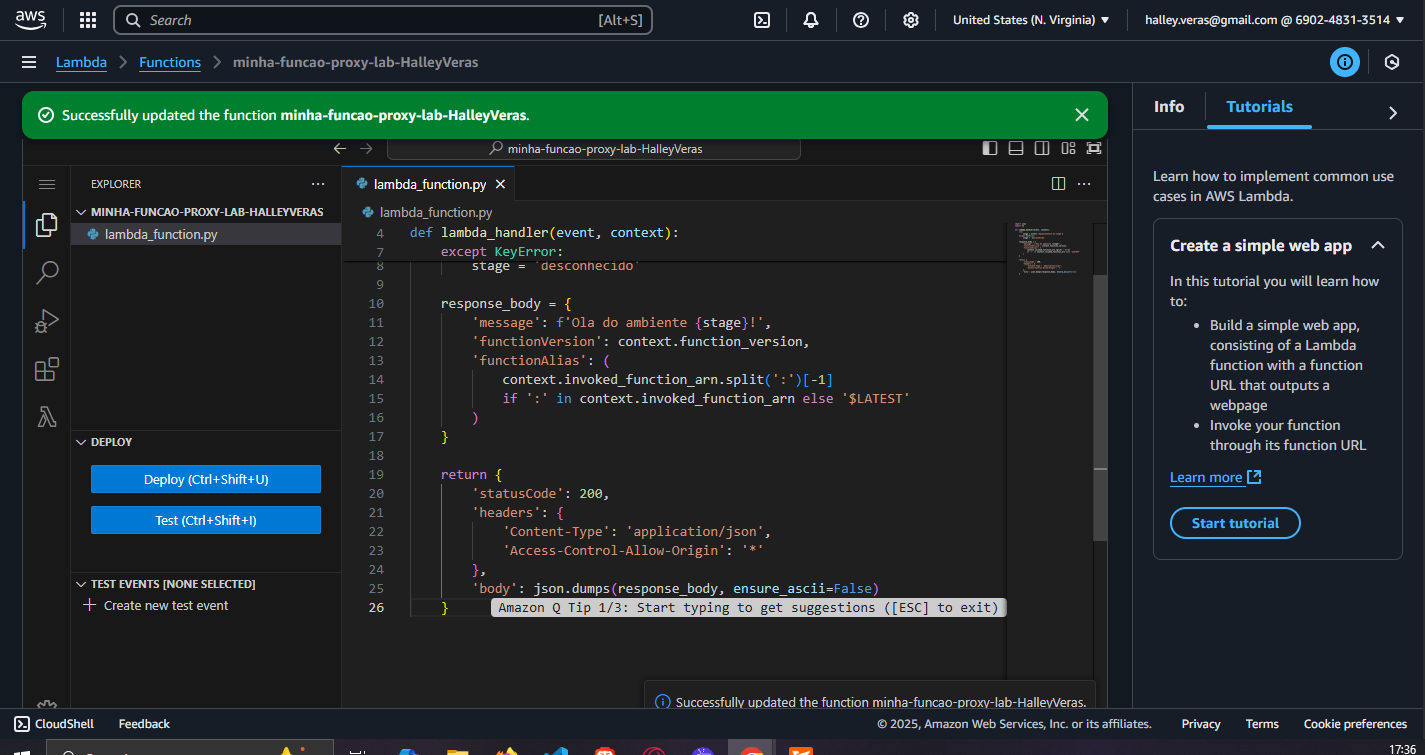 aws
Search
[Alt+S]
United States (N. Virginia) ▼
halley.veras@gmail.com @ 6902-4831-3514 ▼
Lambda > Functions > minha-funcao-proxy-lab-HalleyVeras
Successfully updated the function minha-funcao-proxy-lab-HalleyVeras.
minha-funcao-proxy-lab-HalleyVeras
EXPLORER
MINHA-FUNCAO-PROXY-LAB-HALLEYVERAS
lambda_function.py
DEPLOY
Deploy (Ctrl+Shift+U)
Test (Ctrl+Shift+I)
TEST EVENTS [NONE SELECTED]
Create new test event
lambda_function.py
lambda_function.py
4 def lambda_handler(event, context):
7 except KeyError:
8 stage = 'desconhecido'
9
10 response_body = {
11 'message': f'Ola do ambiente {stage}!',
12 'functionVersion': context.function_version,
13 'functionAlias': (
14 context.invoked_function_arn.split(':')[-1]
15 if ':' in context.invoked_function_arn else '$LATEST'
16 )
17 }
18
19 return {
20 'statusCode': 200,
21 'headers': {
22 'Content-Type': 'application/json',
23 'Access-Control-Allow-Origin': '*'
24 },
25 'body': json.dumps(response_body, ensure_ascii=False)
26 } Amazon Q Tip 1/3: Start typing to get suggestions ([ESC] to exit)
Successfully updated the function minha-funcao-proxy-lab-HalleyVeras.
Info
Tutorials
Learn how to implement common use
cases in AWS Lambda.
Create a simple web app
In this tutorial you will learn how
to:
• Build a simple web app,
consisting of a Lambda
function with a function
URL that outputs a
webpage
• Invoke your function
through its function URL
Learn more
Start tutorial
CloudShell
Feedback
© 2025, Amazon Web Services, Inc. or its affiliates.
Privacy
Terms
Cookie preferences
17:36